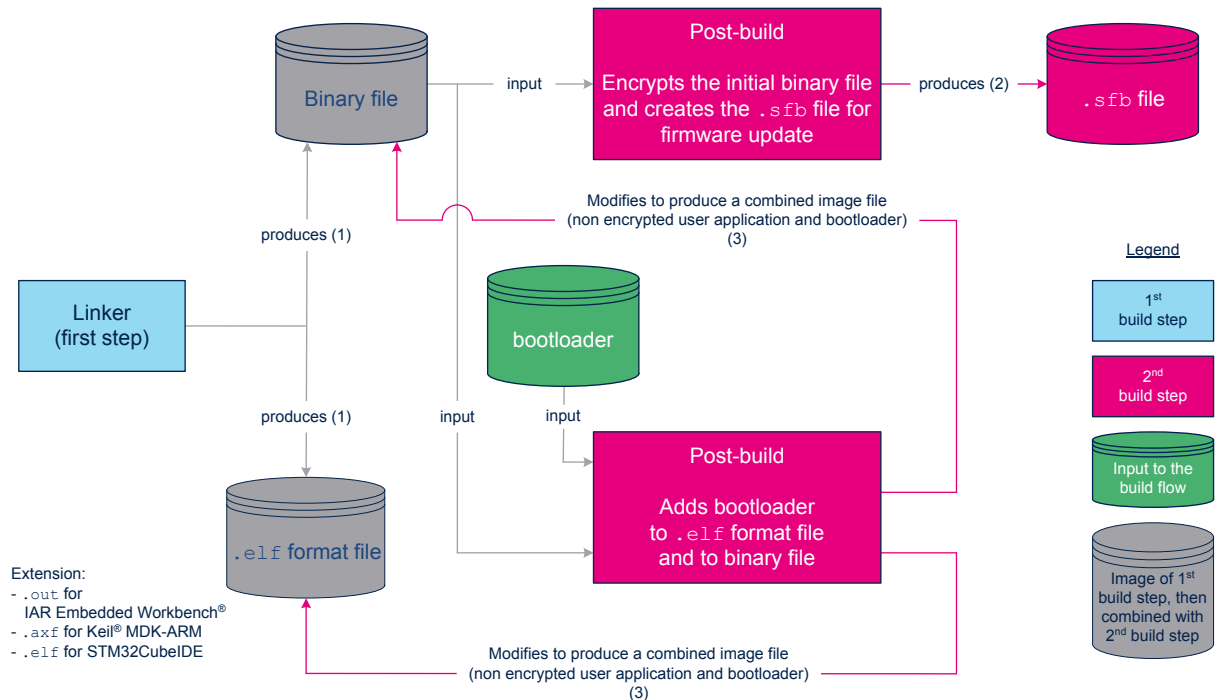 Binary file
input
Post-build
Encrypts the initial binary file
and creates the .sfb file for
firmware update
produces (2)
.sfb file
Modifies to produce a combined image file
(non encrypted user application and bootloader)
(3)
produces (1)
Linker
(first step)
bootloader
produces (1)
input
input
Post-build
Adds bootloader
to .elf format file
and to binary file
.elf format file
Extension:
- .out for
IAR Embedded Workbench®
- .axf for Keil® MDK-ARM
- .elf for STM32CubeIDE
Modifies to produce a combined image file
(non encrypted user application and bootloader)
(3)
Legend
1st
build step
2nd
build step
Input to the
build flow
Image of 1st
build step, then
combined with
2nd build step